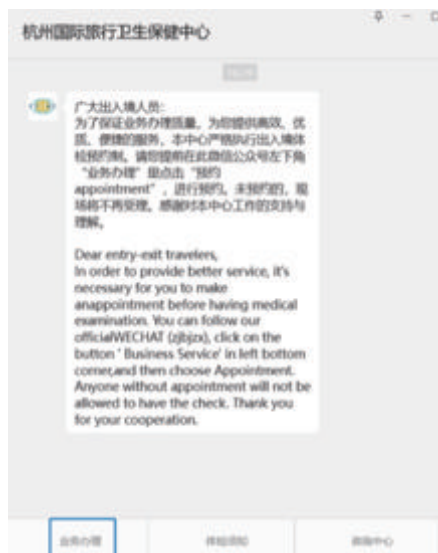 杭州国际旅行卫生保健中心
广大出入境人员:
为了保证业务办理质量，为您提供高效、优
质、便捷的服务，本中心严格执行出入境体
检预约制，请您提前在此微信公众号左下角
“业务办理”里点击“预约
appointment”，进行预约。未预约的，现
场将不再受理。感谢对本中心工作的支持与
理解。
Dear entry-exit travelers,
In order to provide better service, it's
necessary for you to make
anappointment before having medical
examination. You can follow our
officialWECHAT (zjbjzx), click on the
button ' Business Service' in left bottom
corner,and then choose Appointment.
Anyone without appointment will not be
allowed to have the check. Thank you
for your cooperation.
业务办理
体检须知